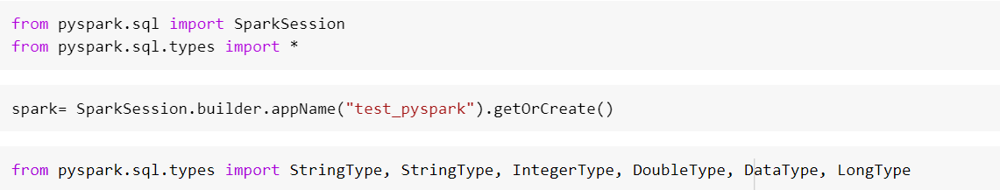 from pyspark.sql import SparkSession
from pyspark.sql.types import *
spark= SparkSession.builder.appName("test_pyspark").getOrCreate()
from pyspark.sql.types import StringType, StringType, IntegerType, DoubleType, DataType, LongType